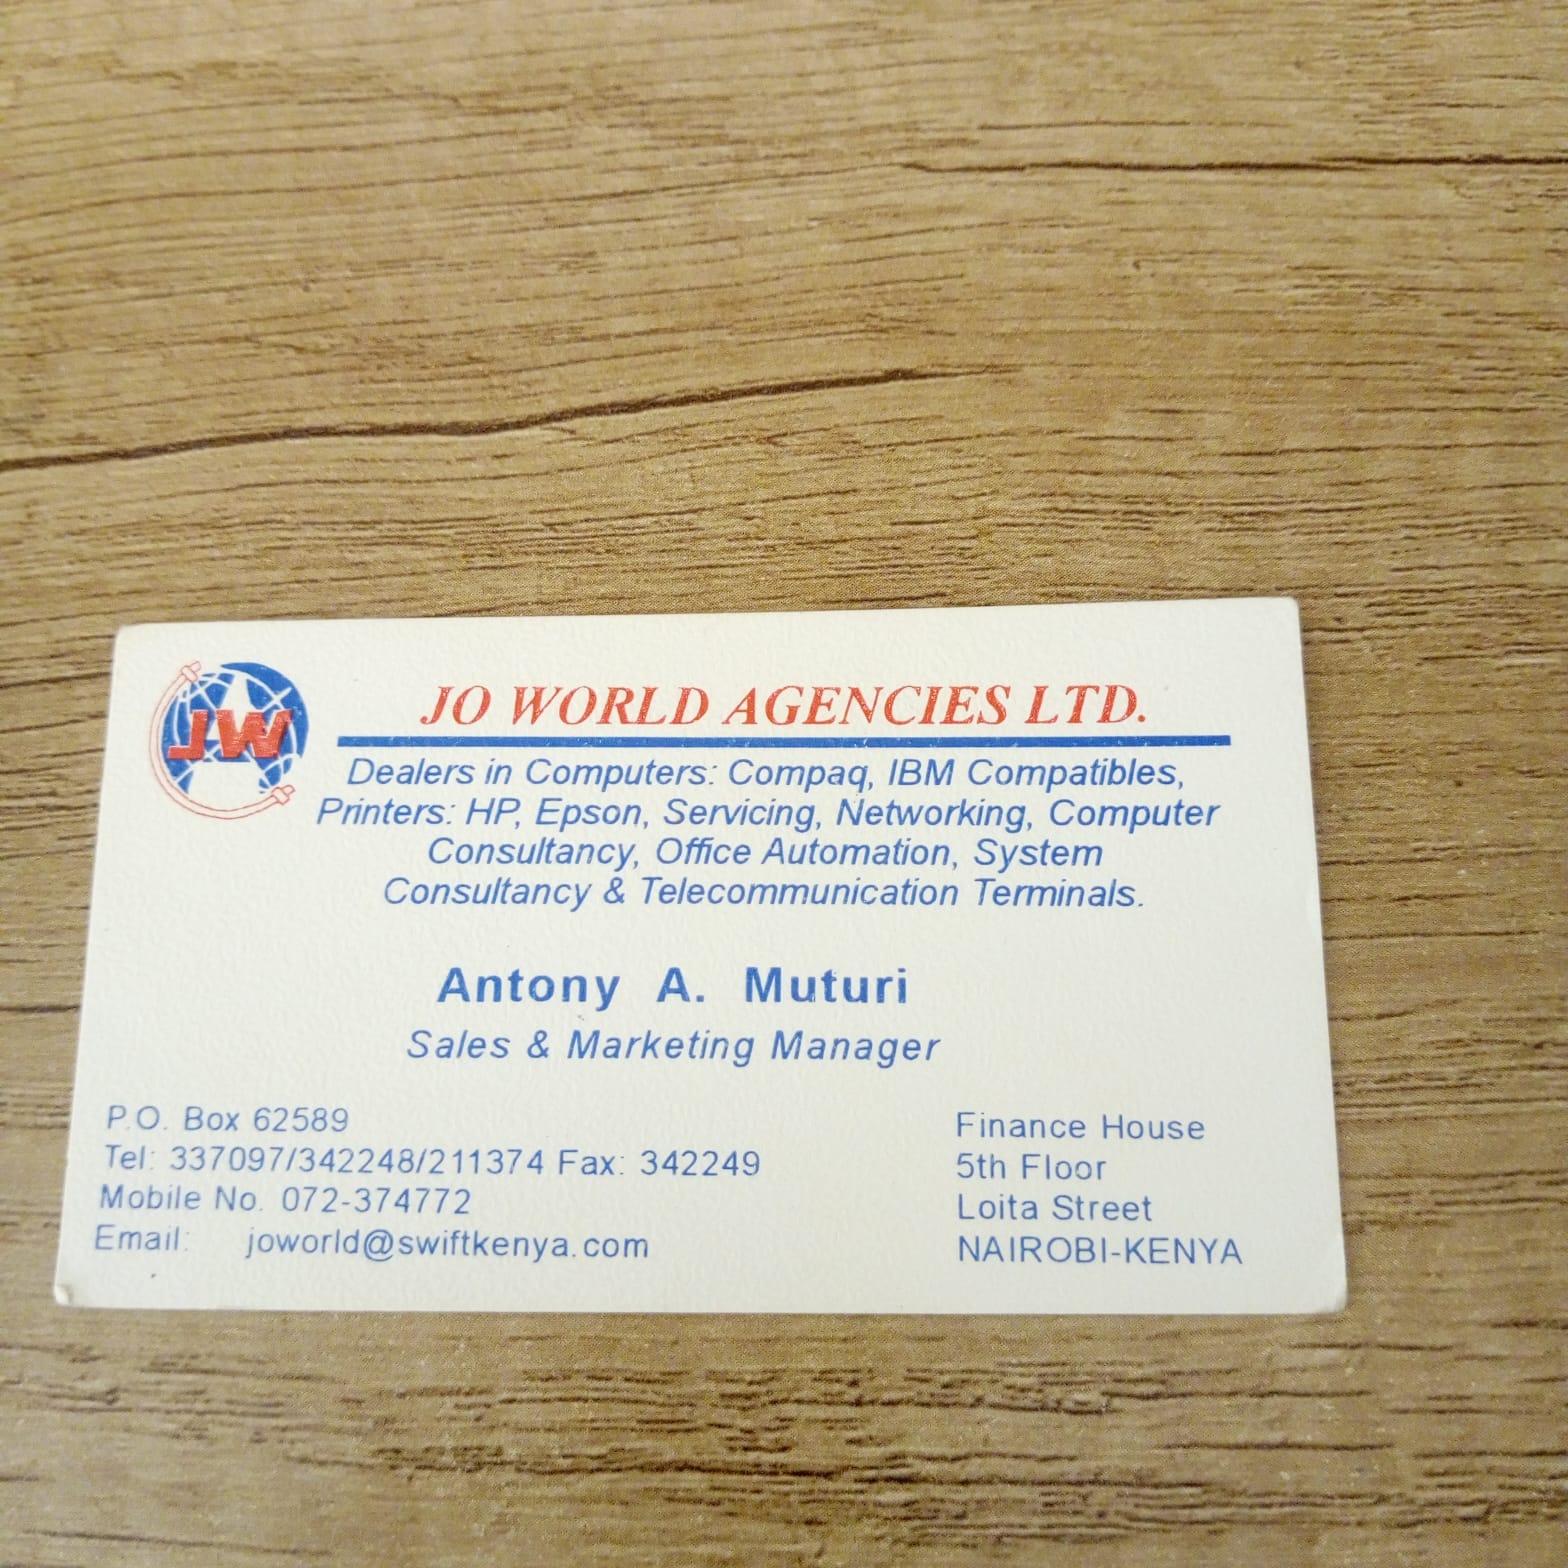 JW
JO WORLD AGENCIES LTD.
Dealers in Computers: Compaq, IBM Compatibles,
Printers: HP, Epson, Servicing, Networking, Computer
Consultancy, Office Automation, System
Consultancy & Telecommunication Terminals.
Antony A. Muturi
Sales & Marketing Manager
P.O. Box 62589
Tel: 337097/342248/211374 Fax: 342249
Mobile No. 072-374772
Email: joworld@swiftkenya.com
Finance House
5th Floor
Loita Street
NAIROBI-KENYA